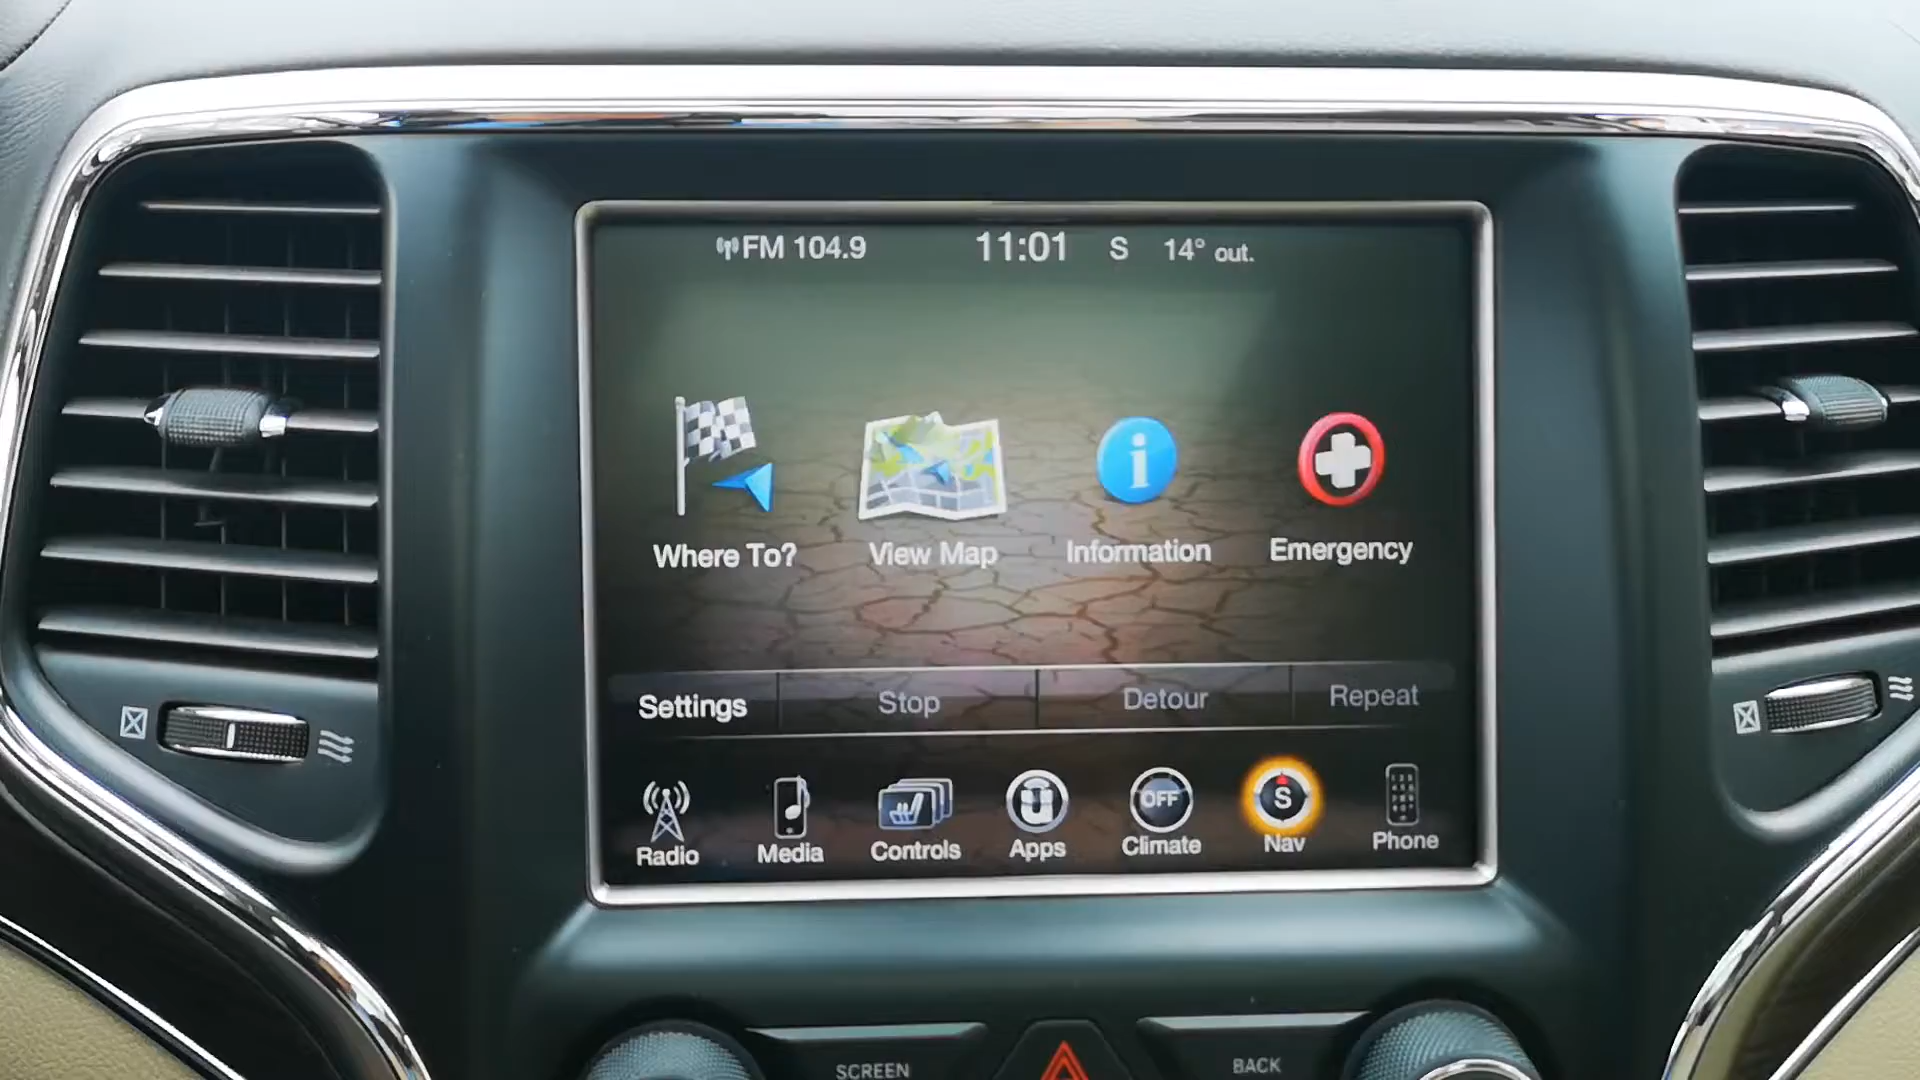 FM 104.9 11:01 S 14° out.
Where To? View Map Information Emergency
Settings Stop Detour Repeat
OFF S
Radio Media Controls Apps Climate Nav Phone
SCREEN BACK